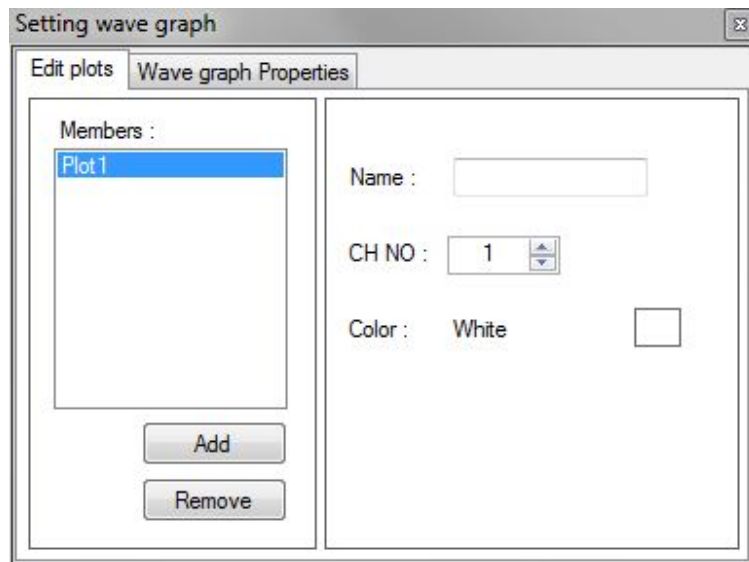 Setting wave graph
Edit plots
Wave graph Properties
Members :
Plot1
Add
Remove
Name :
CH NO : 1
Color : White